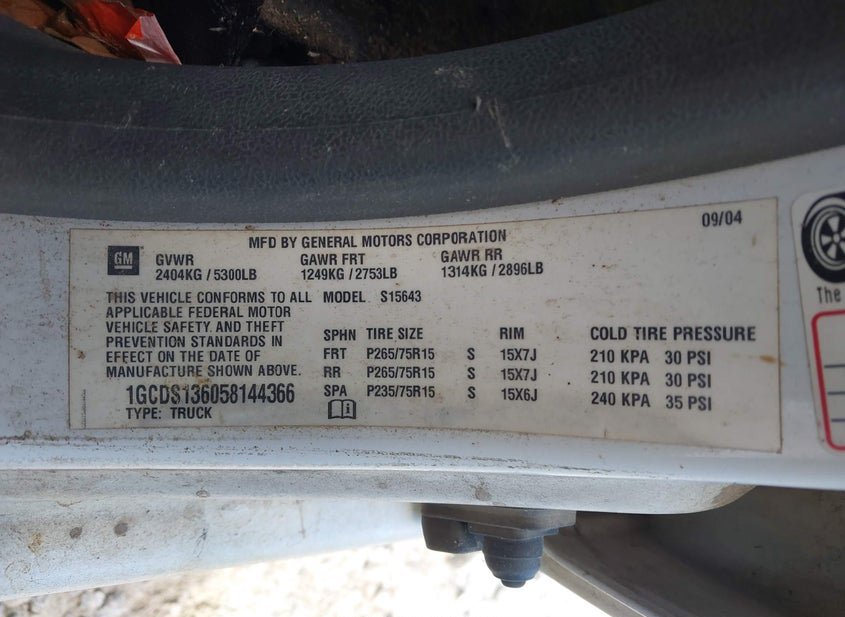 09/04
MFD BY GENERAL MOTORS CORPORATION
GM
GVWR GAWR FRT GAWR RR
2404KG / 5300LB 1249KG / 2753LB 1314KG / 2896LB
THIS VEHICLE CONFORMS TO ALL
APPLICABLE FEDERAL MOTOR
VEHICLE SAFETY AND THEFT
PREVENTION STANDARDS IN
EFFECT ON THE DATE OF
MANUFACTURE SHOWN ABOVE.
1GCDS136058144366
TYPE: TRUCK
MODEL S15643
SPHN TIRE SIZE RIM COLD TIRE PRESSURE
FRT P265/75R15 S 15X7J 210 KPA 30 PSI
RR P265/75R15 S 15X7J 210 KPA 30 PSI
SPA P235/75R15 S 15X6J 240 KPA 35 PSI
The